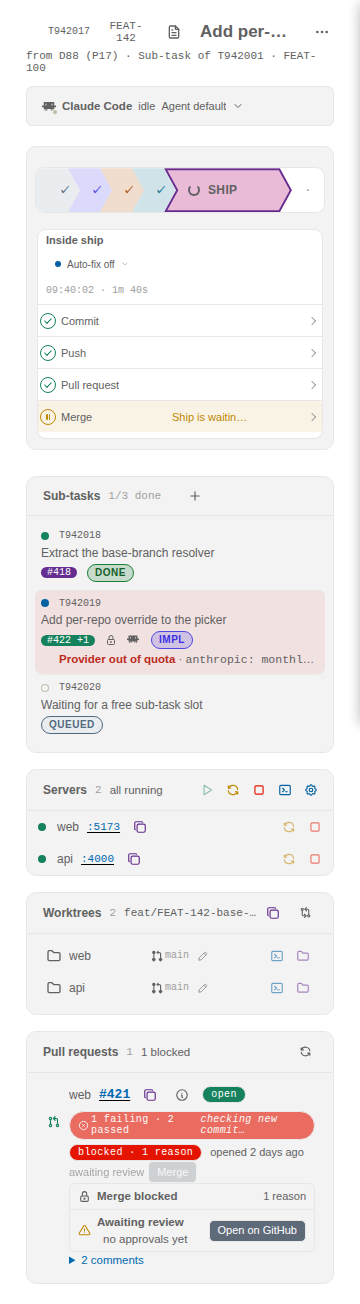 T942017 FEAT-142 Add per-… ···
from D88 (P17) · Sub-task of T942001 · FEAT-100
Claude Code idle Agent default
SHIP
Inside ship
Auto-fix off
09:40:02 · 1m 40s
Commit
Push
Pull request
Merge Ship is waitin…
Sub-tasks 1/3 done
T942018
Extract the base-branch resolver
#418 DONE
T942019
Add per-repo override to the picker
#422 +1 IMPL
Provider out of quota · anthropic: monthl…
T942020
Waiting for a free sub-task slot
QUEUED
Servers 2 all running
web :5173
api :4000
Worktrees 2 feat/FEAT-142-base-…
web main
api main
Pull requests 1 1 blocked
web #421 open
1 failing · 2 passed checking new commit…
blocked · 1 reason opened 2 days ago
awaiting review Merge
Merge blocked 1 reason
Awaiting review
no approvals yet
Open on GitHub
2 comments